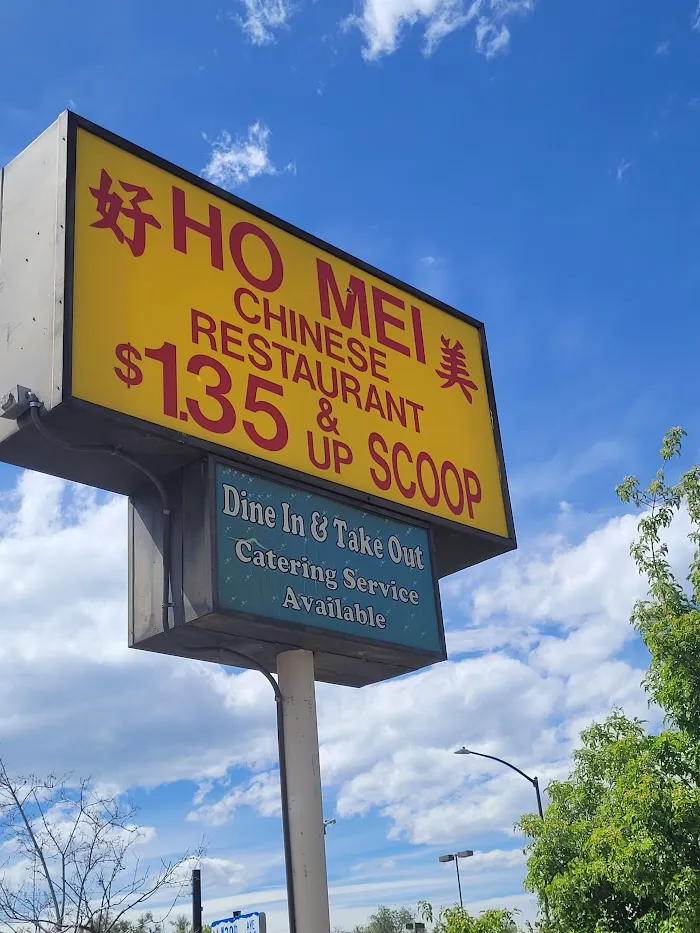 好 HO MEI 美
CHINESE
RESTAURANT
$1.35 & UP SCOOP
Dine In & Take Out
Catering Service
Available